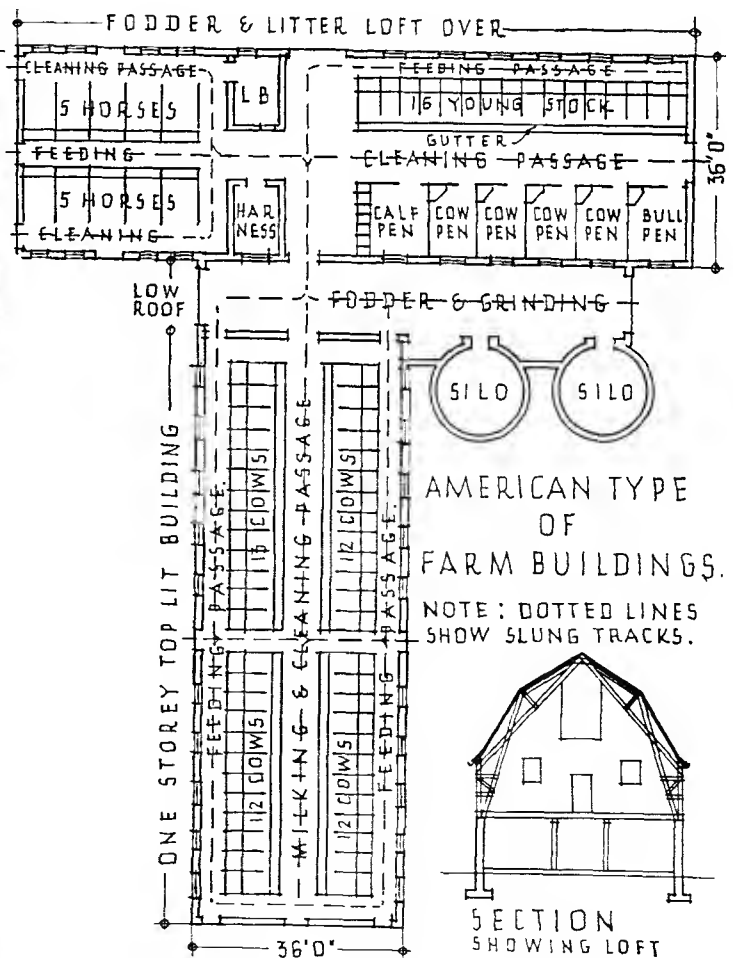 FODDER & LITTER LOFT OVER
CLEANING PASSAGE
5 HORSES
FEEDING
5 HORSES
CLEANING
LB
HAR
NESS
FEEDING PASSAGE
16 YOUNG STOCK
GUTTER
CLEANING PASSAGE
CALF
PEN
COW
PEN
COW
PEN
COW
PEN
COW
PEN
BULL
PEN
36'0"
LOW
ROOF
FODDER & GRINDING
SILO
SILO
ONE STOREY TOP LIT BUILDING
FEEDING PASSAGE.
13 COWS
12 COWS
MILKING & CLEANING PASSAGE
12 COWS
12 COWS
FEEDING PASSAGE.
36'0"
AMERICAN TYPE
OF
FARM BUILDINGS.
NOTE: DOTTED LINES
SHOW SLUNG TRACKS.
SECTION
SHOWING LOFT